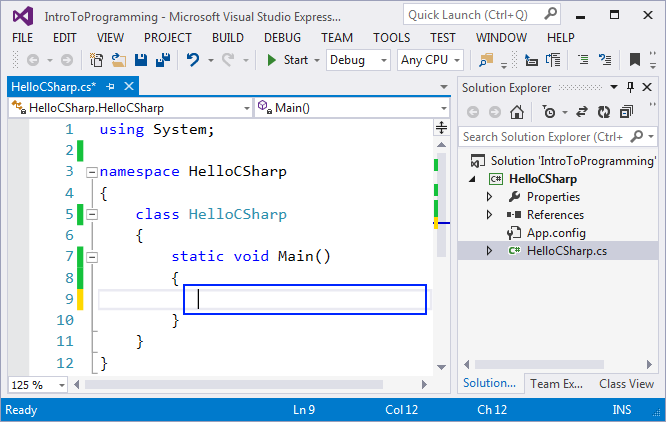 IntroToProgramming - Microsoft Visual Studio Express...
Quick Launch (Ctrl+Q)
FILE EDIT VIEW PROJECT BUILD DEBUG TEAM TOOLS TEST WINDOW HELP
Start Debug Any CPU
HelloCSharp.cs*
HelloCSharp.HelloCSharp Main()
1 using System;
2
3 namespace HelloCSharp
4 {
5 class HelloCSharp
6 {
7 static void Main()
8 {
9
10 }
11 }
12 }
125 %
Solution Explorer
Search Solution Explorer (Ctrl+
Solution 'IntroToProgramming'
C# HelloCSharp
Properties
References
App.config
C# HelloCSharp.cs
Solution... Team Ex... Class View
Ready Ln 9 Col 12 Ch 12 INS